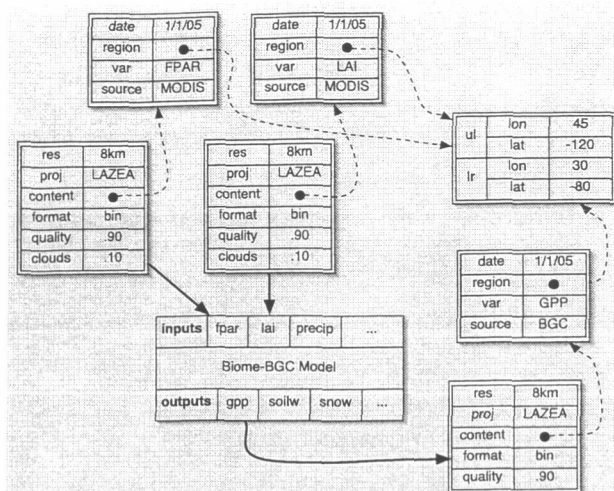 date 1/1/05
region
var FPAR
source MODIS
date 1/1/05
region
var LAI
source MODIS
ul lon 45
lat -120
lr lon 30
lat -80
res 8km
proj LAZEA
content
format bin
quality .90
clouds .10
res 8km
proj LAZEA
content
format bin
quality .90
clouds .10
date 1/1/05
region
var GPP
source BGC
inputs fpar lai precip ...
Biome-BGC Model
outputs gpp soilw snow ...
res 8km
proj LAZEA
content
format bin
quality .90